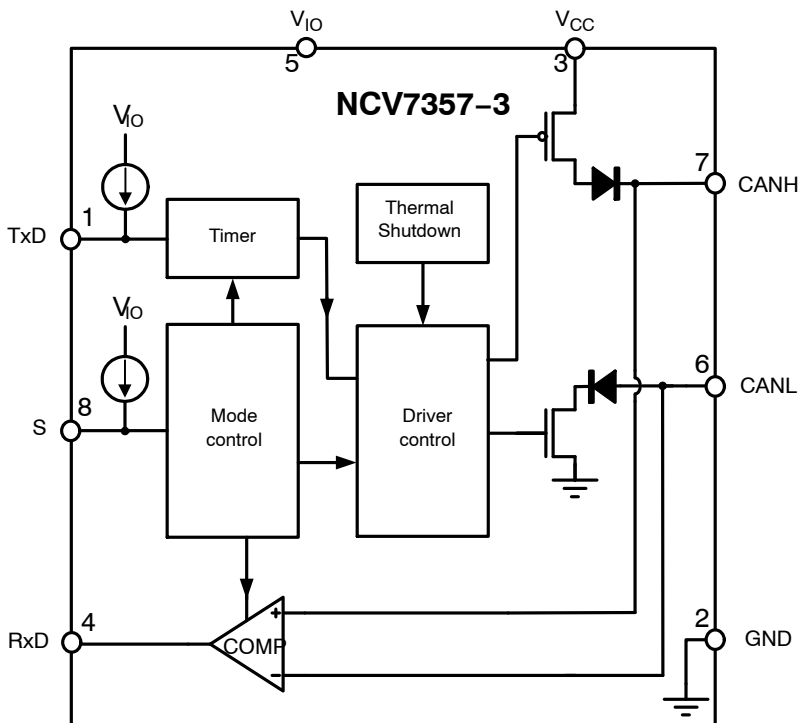 VIO
VCC
5
3
NCV7357–3
VIO
7
CANH
1
TxD
Timer
Thermal
Shutdown
VIO
6
CANL
8
S
Mode
control
Driver
control
+
2
4
RxD
COMP
GND
−